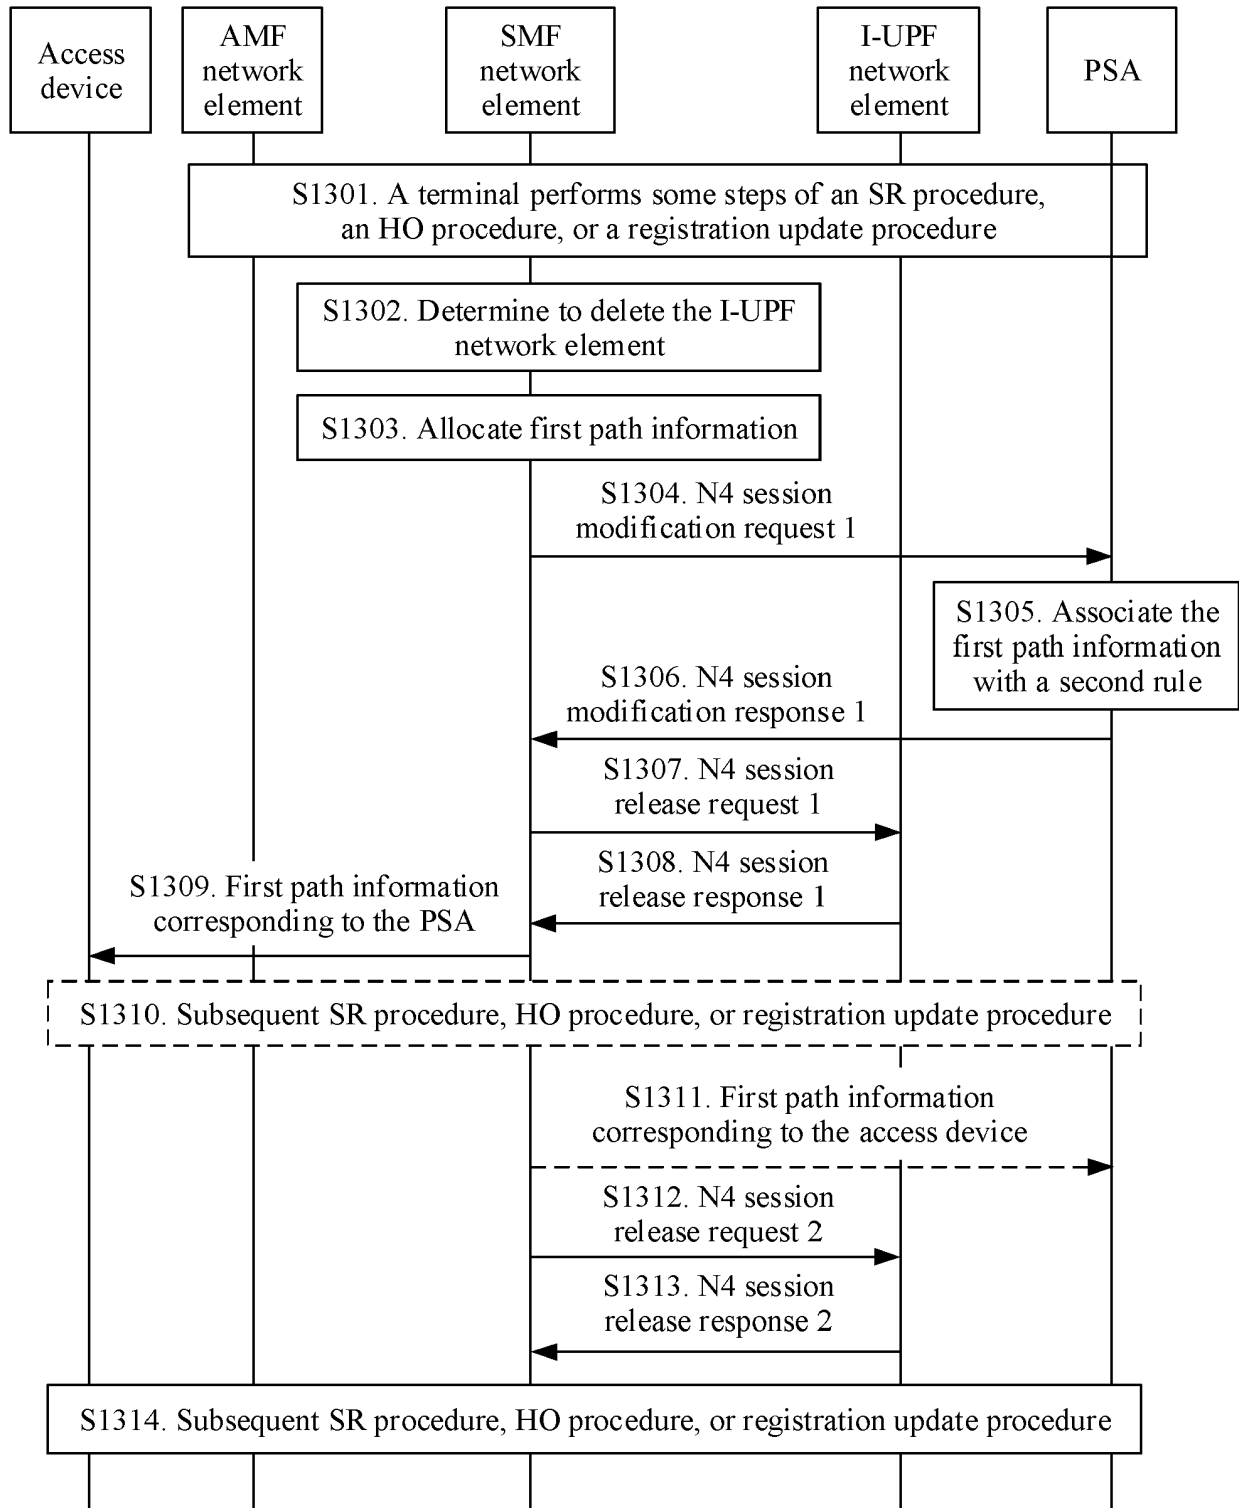 Access
device
AMF
network
element
SMF
network
element
I-UPF
network
element
PSA
S1301. A terminal performs some steps of an SR procedure,
an HO procedure, or a registration update procedure
S1302. Determine to delete the I-UPF
network element
S1303. Allocate first path information
S1304. N4 session
modification request 1
S1305. Associate the
first path information
with a second rule
S1306. N4 session
modification response 1
S1307. N4 session
release request 1
S1308. N4 session
release response 1
S1309. First path information
corresponding to the PSA
S1310. Subsequent SR procedure, HO procedure, or registration update procedure
S1311. First path information
corresponding to the access device
S1312. N4 session
release request 2
S1313. N4 session
release response 2
S1314. Subsequent SR procedure, HO procedure, or registration update procedure